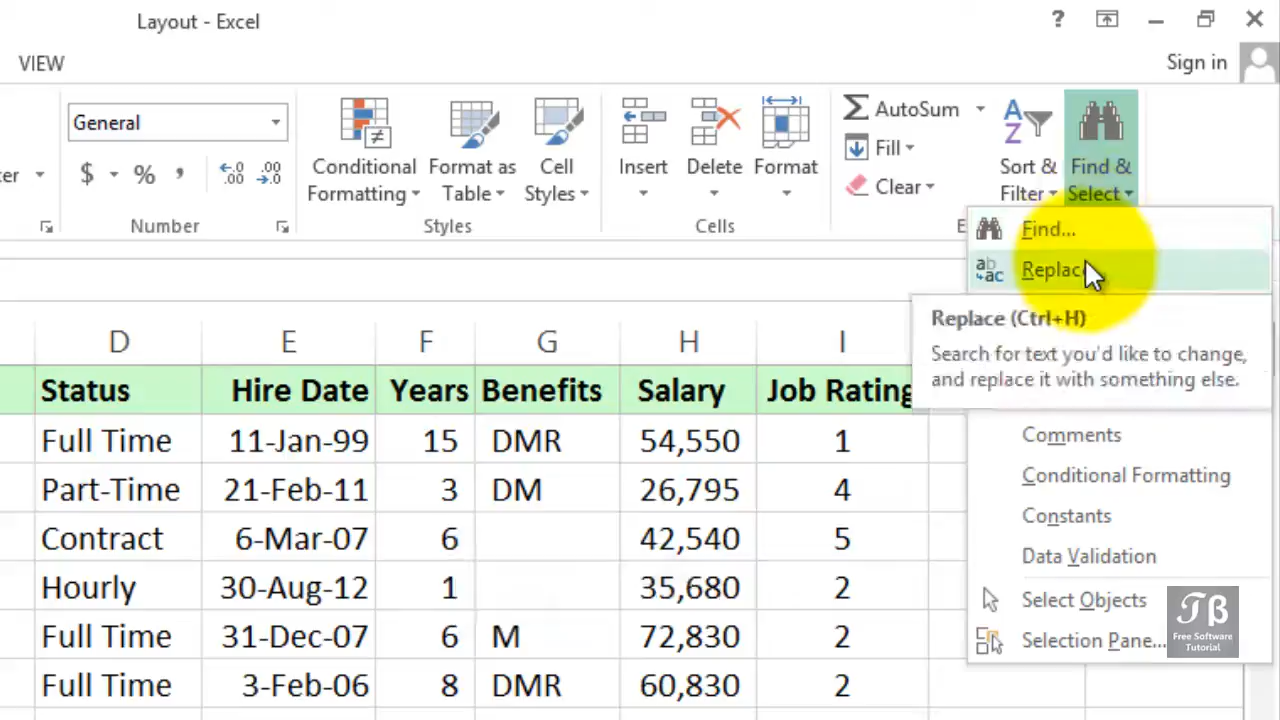 Layout - Excel
?
VIEW
Sign in
General
$ % ,
.00
.00
Conditional Formatting
Format as Table
Cell Styles
Insert
Delete
Format
Σ AutoSum
Fill
Clear
Sort & Filter
Find & Select
Number
Styles
Cells
Find...
Replace
Replace (Ctrl+H)
Search for text you'd like to change,
and replace it with something else.
Comments
Conditional Formatting
Constants
Data Validation
Select Objects
Selection Pane...
D E F G H I
Status Hire Date Years Benefits Salary Job Rating
Full Time 11-Jan-99 15 DMR 54,550 1
Part-Time 21-Feb-11 3 DM 26,795 4
Contract 6-Mar-07 6 42,540 5
Hourly 30-Aug-12 1 35,680 2
Full Time 31-Dec-07 6 M 72,830 2
Full Time 3-Feb-06 8 DMR 60,830 2
Free Software
Tutorial